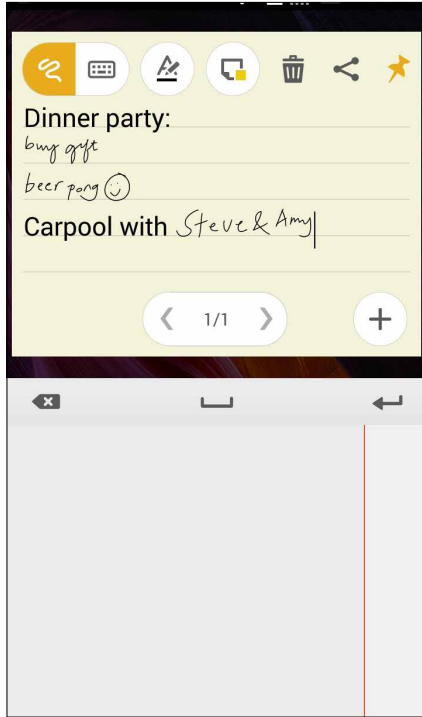 Dinner party:
buy gift
beer pong ☺
Carpool with Steve & Amy
1/1